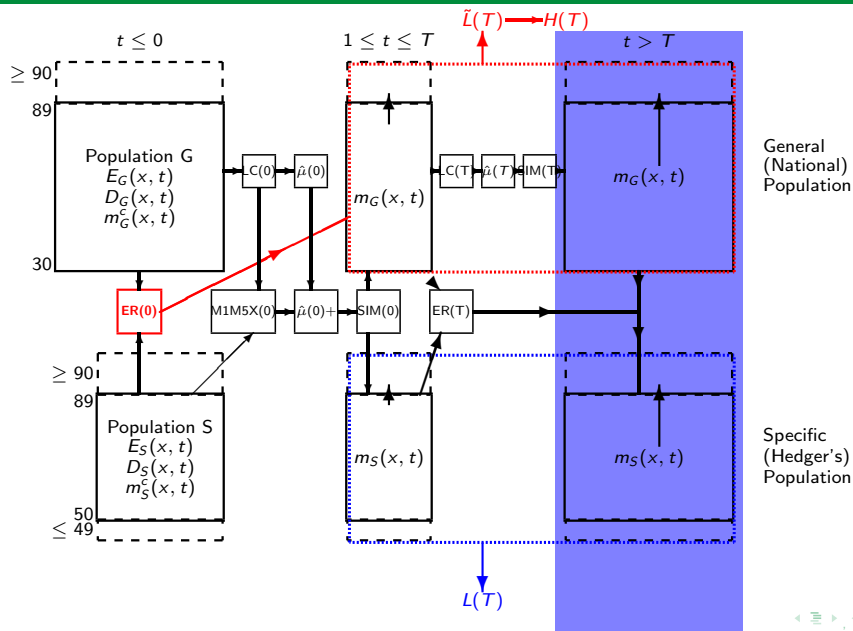 L̃(T) H(T)
t ≤ 0
1 ≤ t ≤ T
t > T
≥ 90
89
Population G
E_G(x, t)
D_G(x, t)
m^c_G(x, t)
30
LC(0)
μ̂(0)
m_G(x, t)
LC(T)
μ̂(T)
SIM(T)
m_G(x, t)
General
(National)
Population
ER(0)
M1M5X(0)
μ̂(0)+
SIM(0)
ER(T)
≥ 90
89
Population S
E_S(x, t)
D_S(x, t)
m^c_S(x, t)
50
≤ 49
m_S(x, t)
m_S(x, t)
Specific
(Hedger's)
Population
L(T)